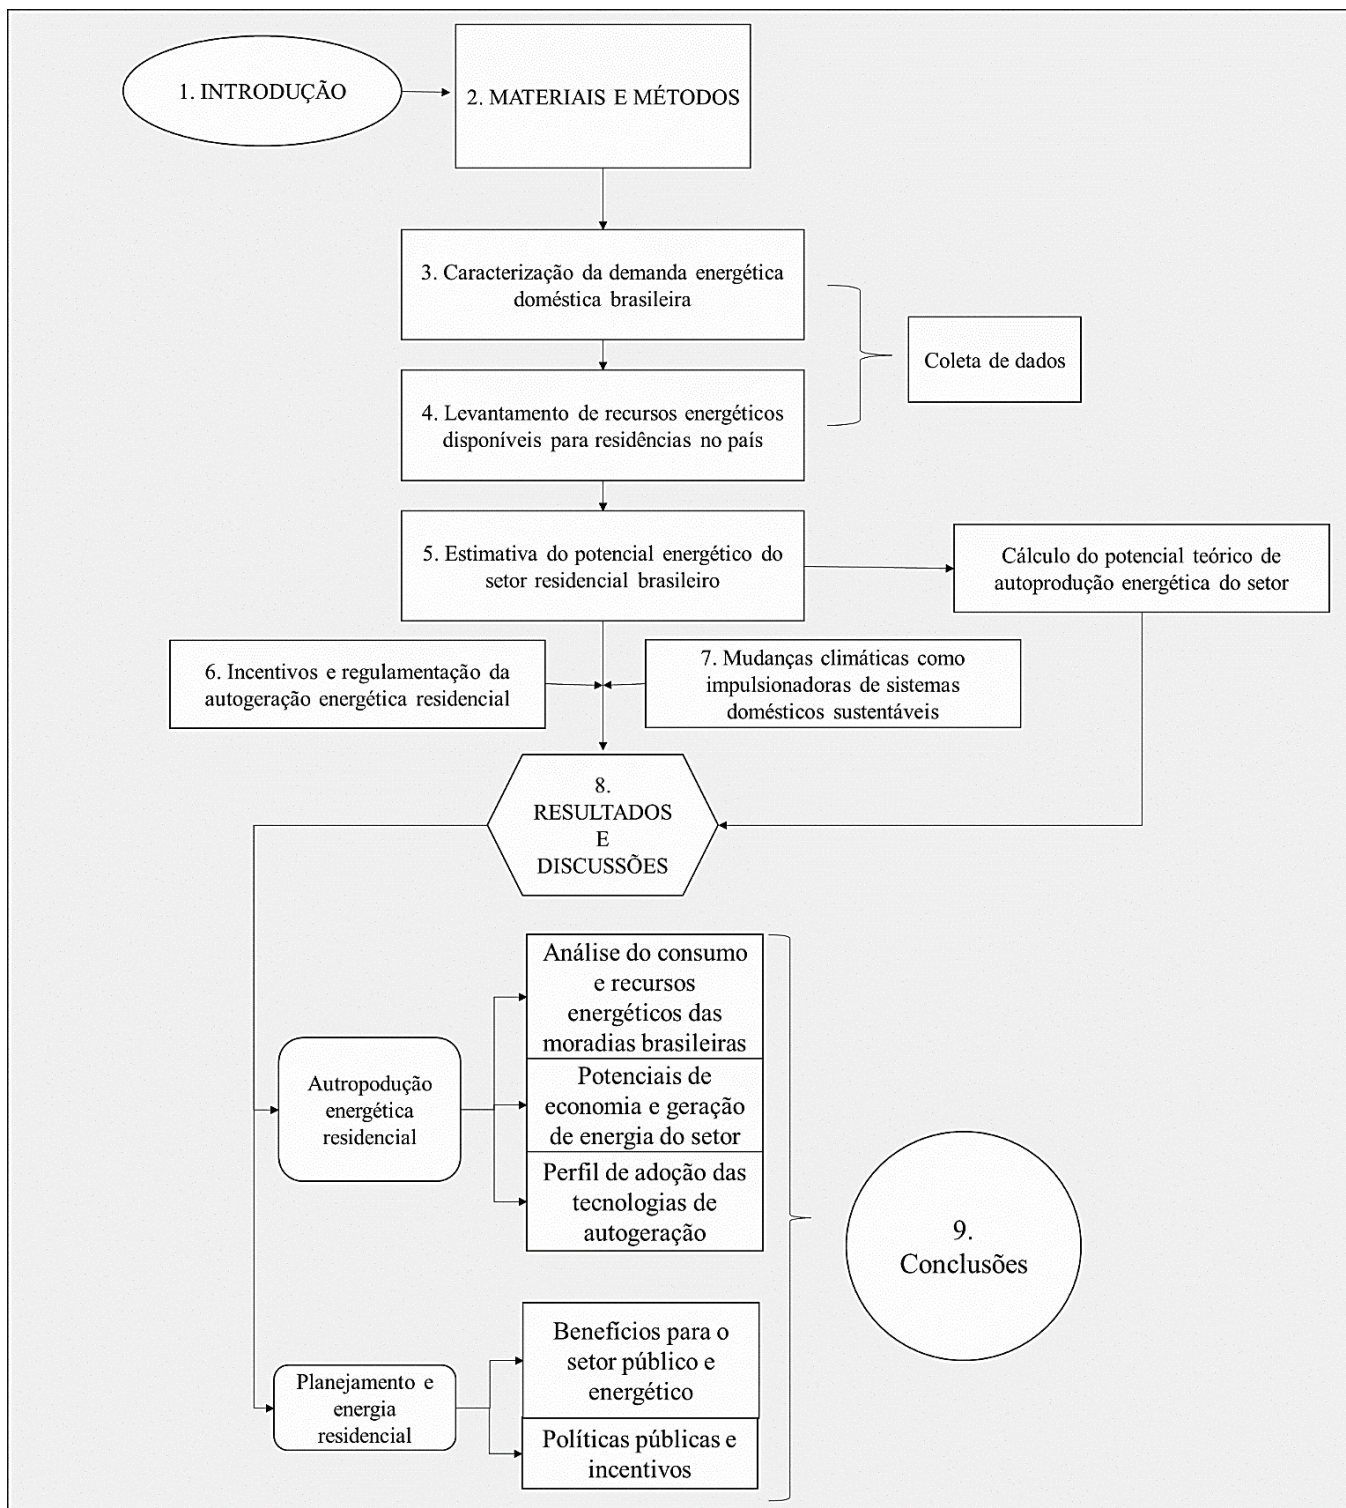 1. INTRODUÇÃO
2. MATERIAIS E MÉTODOS
3. Caracterização da demanda energética
doméstica brasileira
Coleta de dados
4. Levantamento de recursos energéticos
disponíveis para residências no país
5. Estimativa do potencial energético do
setor residencial brasileiro
Cálculo do potencial teórico de
autoprodução energética do setor
6. Incentivos e regulamentação da
autogeração energética residencial
7. Mudanças climáticas como
impulsionadoras de sistemas
domésticos sustentáveis
8.
RESULTADOS
E
DISCUSSÕES
Autropodução
energética
residencial
Análise do consumo
e recursos
energéticos das
moradias brasileiras
Potenciais de
economia e geração
de energia do setor
Perfil de adoção das
tecnologias de
autogeração
9.
Conclusões
Planejamento e
energia
residencial
Benefícios para o
setor público e
energético
Políticas públicas e
incentivos